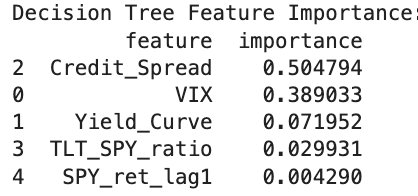 Decision Tree Feature Importance:
feature importance
2 Credit_Spread 0.504794
0 VIX 0.389033
1 Yield_Curve 0.071952
3 TLT_SPY_ratio 0.029931
4 SPY_ret_lag1 0.004290